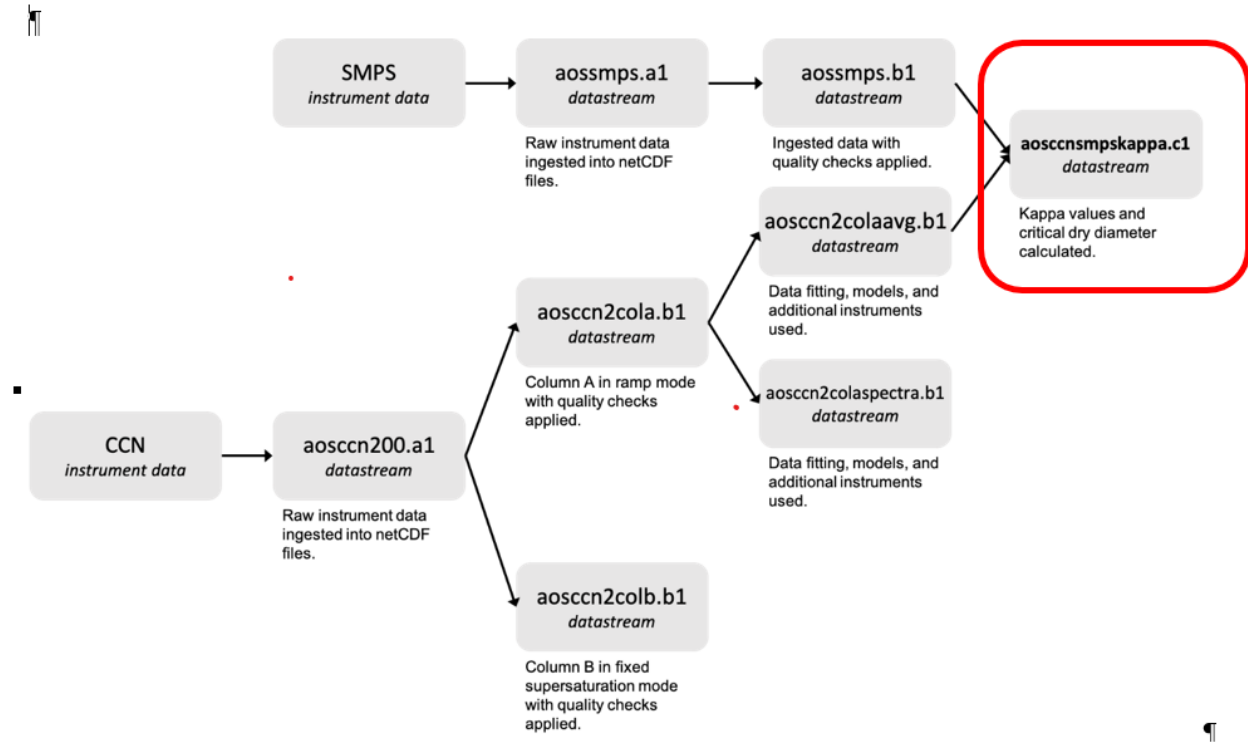 ¶
SMPS
instrument data
aossmps.a1
datastream
Raw instrument data
ingested into netCDF
files.
aossmps.b1
datastream
Ingested data with
quality checks applied.
aosccnsmpskappa.c1
datastream
Kappa values and
critical dry diameter
calculated.
aosccn2colaavg.b1
datastream
Data fitting, models, and
additional instruments
used.
aosccn2cola.b1
datastream
Column A in ramp mode
with quality checks
applied.
aosccn2colaspectra.b1
datastream
Data fitting, models, and
additional instruments
used.
CCN
instrument data
aosccn200.a1
datastream
Raw instrument data
ingested into netCDF
files.
aosccn2colb.b1
datastream
Column B in fixed
supersaturation mode
with quality checks
applied.
¶